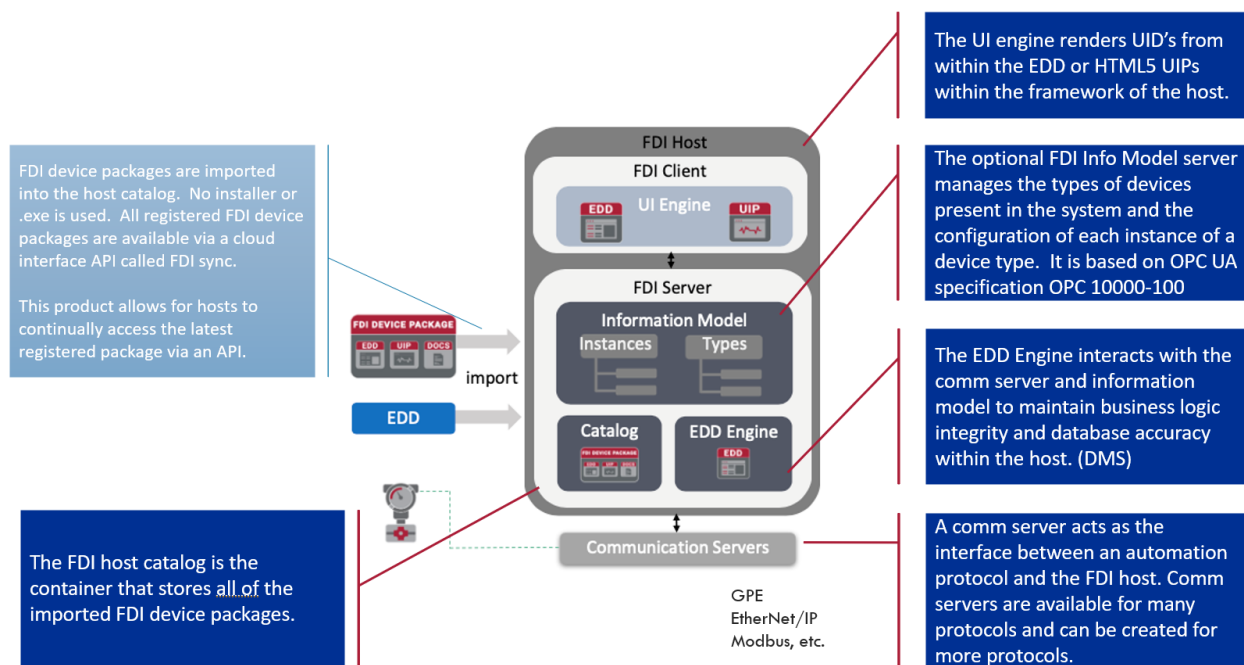 The UI engine renders UID's from
within the EDD or HTML5 UIPs
within the framework of the host.
FDI device packages are imported
into the host catalog.  No installer or
.exe is used.  All registered FDI device
packages are available via a cloud
interface API called FDI sync.
This product allows for hosts to
continually access the latest
registered package via an API.
FDI Host
FDI Client
UI Engine
EDD
UIP
The optional FDI Info Model server
manages the types of devices
present in the system and the
configuration of each instance of a
device type.  It is based on OPC UA
specification OPC 10000-100
FDI Server
Information Model
Instances
Types
FDI DEVICE PACKAGE
EDD
UIP
DOCS
import
EDD
Catalog
FDI DEVICE PACKAGE
EDD
UIP
DOCS
EDD Engine
EDD
The EDD Engine interacts with the
comm server and information
model to maintain business logic
integrity and database accuracy
within the host. (DMS)
The FDI host catalog is the
container that stores all of the
imported FDI device packages.
Communication Servers
GPE
EtherNet/IP
Modbus, etc.
A comm server acts as the
interface between an automation
protocol and the FDI host. Comm
servers are available for many
protocols and can be created for
more protocols.